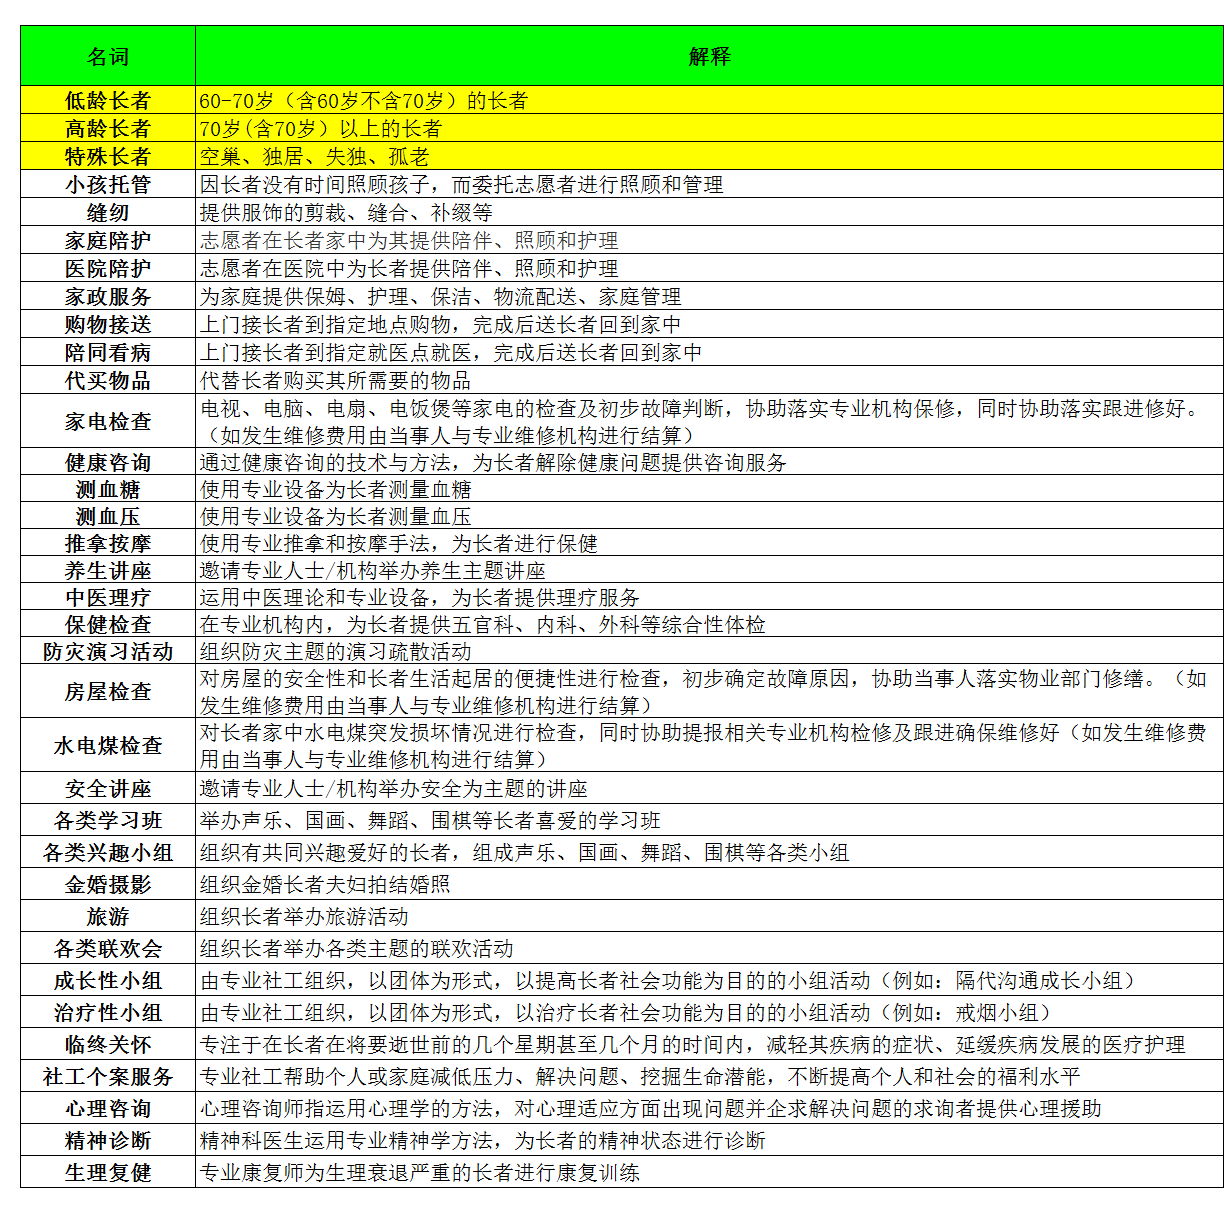 名词 解释
低龄长者 60-70岁（含60岁不含70岁）的长者
高龄长者 70岁(含70岁）以上的长者
特殊长者 空巢、独居、失独、孤老
小孩托管 因长者没有时间照顾孩子，而委托志愿者进行照顾和管理
缝纫 提供服饰的剪裁、缝合、补缀等
家庭陪护 志愿者在长者家中为其提供陪伴、照顾和护理
医院陪护 志愿者在医院中为长者提供陪伴、照顾和护理
家政服务 为家庭提供保姆、护理、保洁、物流配送、家庭管理
购物接送 上门接长者到指定地点购物，完成后送长者回到家中
陪同看病 上门接长者到指定就医点就医，完成后送长者回到家中
代买物品 代替长者购买其所需要的物品
家电检查 电视、电脑、电扇、电饭煲等家电的检查及初步故障判断，协助落实专业机构保修，同时协助落实跟进修好。
（如发生维修费用由当事人与专业维修机构进行结算）
健康咨询 通过健康咨询的技术与方法，为长者解除健康问题提供咨询服务
测血糖 使用专业设备为长者测量血糖
测血压 使用专业设备为长者测量血压
推拿按摩 使用专业推拿和按摩手法，为长者进行保健
养生讲座 邀请专业人士/机构举办养生主题讲座
中医理疗 运用中医理论和专业设备，为长者提供理疗服务
保健检查 在专业机构内，为长者提供五官科、内科、外科等综合性体检
防灾演习活动 组织防灾主题的演习疏散活动
房屋检查 对房屋的安全性和长者生活起居的便捷性进行检查，初步确定故障原因，协助当事人落实物业部门修缮。（如
发生维修费用由当事人与专业维修机构进行结算）
水电煤检查 对长者家中水电煤突发损坏情况进行检查，同时协助提报相关专业机构检修及跟进确保维修好（如发生维修费
用由当事人与专业维修机构进行结算）
安全讲座 邀请专业人士/机构举办安全为主题的讲座
各类学习班 举办声乐、国画、舞蹈、围棋等长者喜爱的学习班
各类兴趣小组 组织有共同兴趣爱好的长者，组成声乐、国画、舞蹈、围棋等各类小组
金婚摄影 组织金婚长者夫妇拍结婚照
旅游 组织长者举办旅游活动
各类联欢会 组织长者举办各类主题的联欢活动
成长性小组 由专业社工组织，以团体为形式，以提高长者社会功能为目的的小组活动（例如：隔代沟通成长小组）
治疗性小组 由专业社工组织，以团体为形式，以治疗长者社会功能为目的的小组活动（例如：戒烟小组）
临终关怀 专注于在长者在将要逝世前的几个星期甚至几个月的时间内，减轻其疾病的症状、延缓疾病发展的医疗护理
社工个案服务 专业社工帮助个人或家庭减低压力、解决问题、挖掘生命潜能，不断提高个人和社会的福利水平
心理咨询 心理咨询师指运用心理学的方法，对心理适应方面出现问题并企求解决问题的求询者提供心理援助
精神诊断 精神科医生运用专业精神学方法，为长者的精神状态进行诊断
生理复健 专业康复师为生理衰退严重的长者进行康复训练